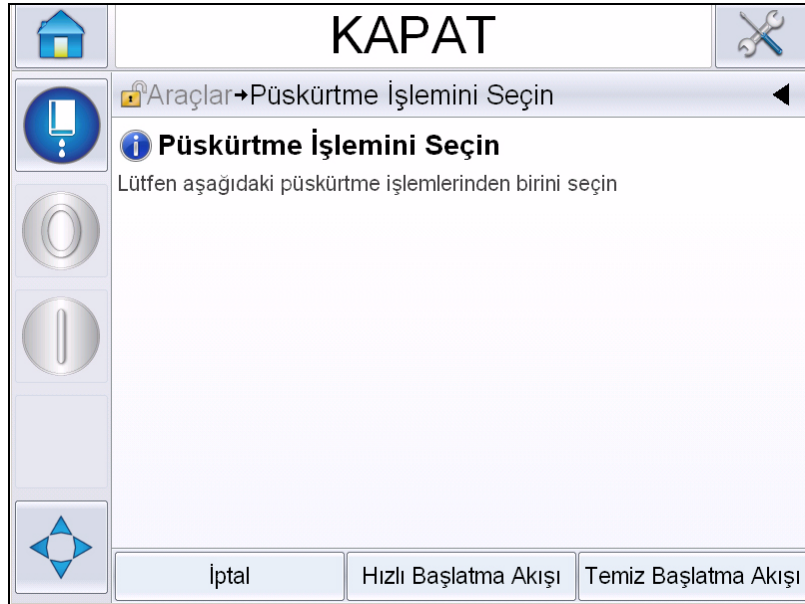 KAPAT
Araçlar→Püskürtme İşlemini Seçin
Püskürtme İşlemini Seçin
Lütfen aşağıdaki püskürtme işlemlerinden birini seçin
İptal
Hızlı Başlatma Akışı
Temiz Başlatma Akışı